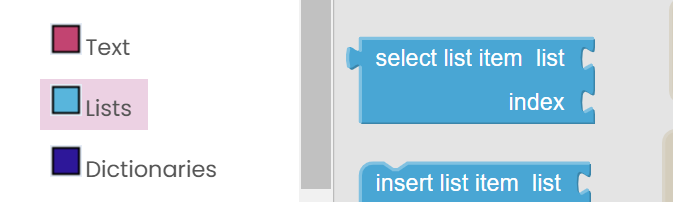 Text
Lists
Dictionaries
select list item list
index
insert list item list